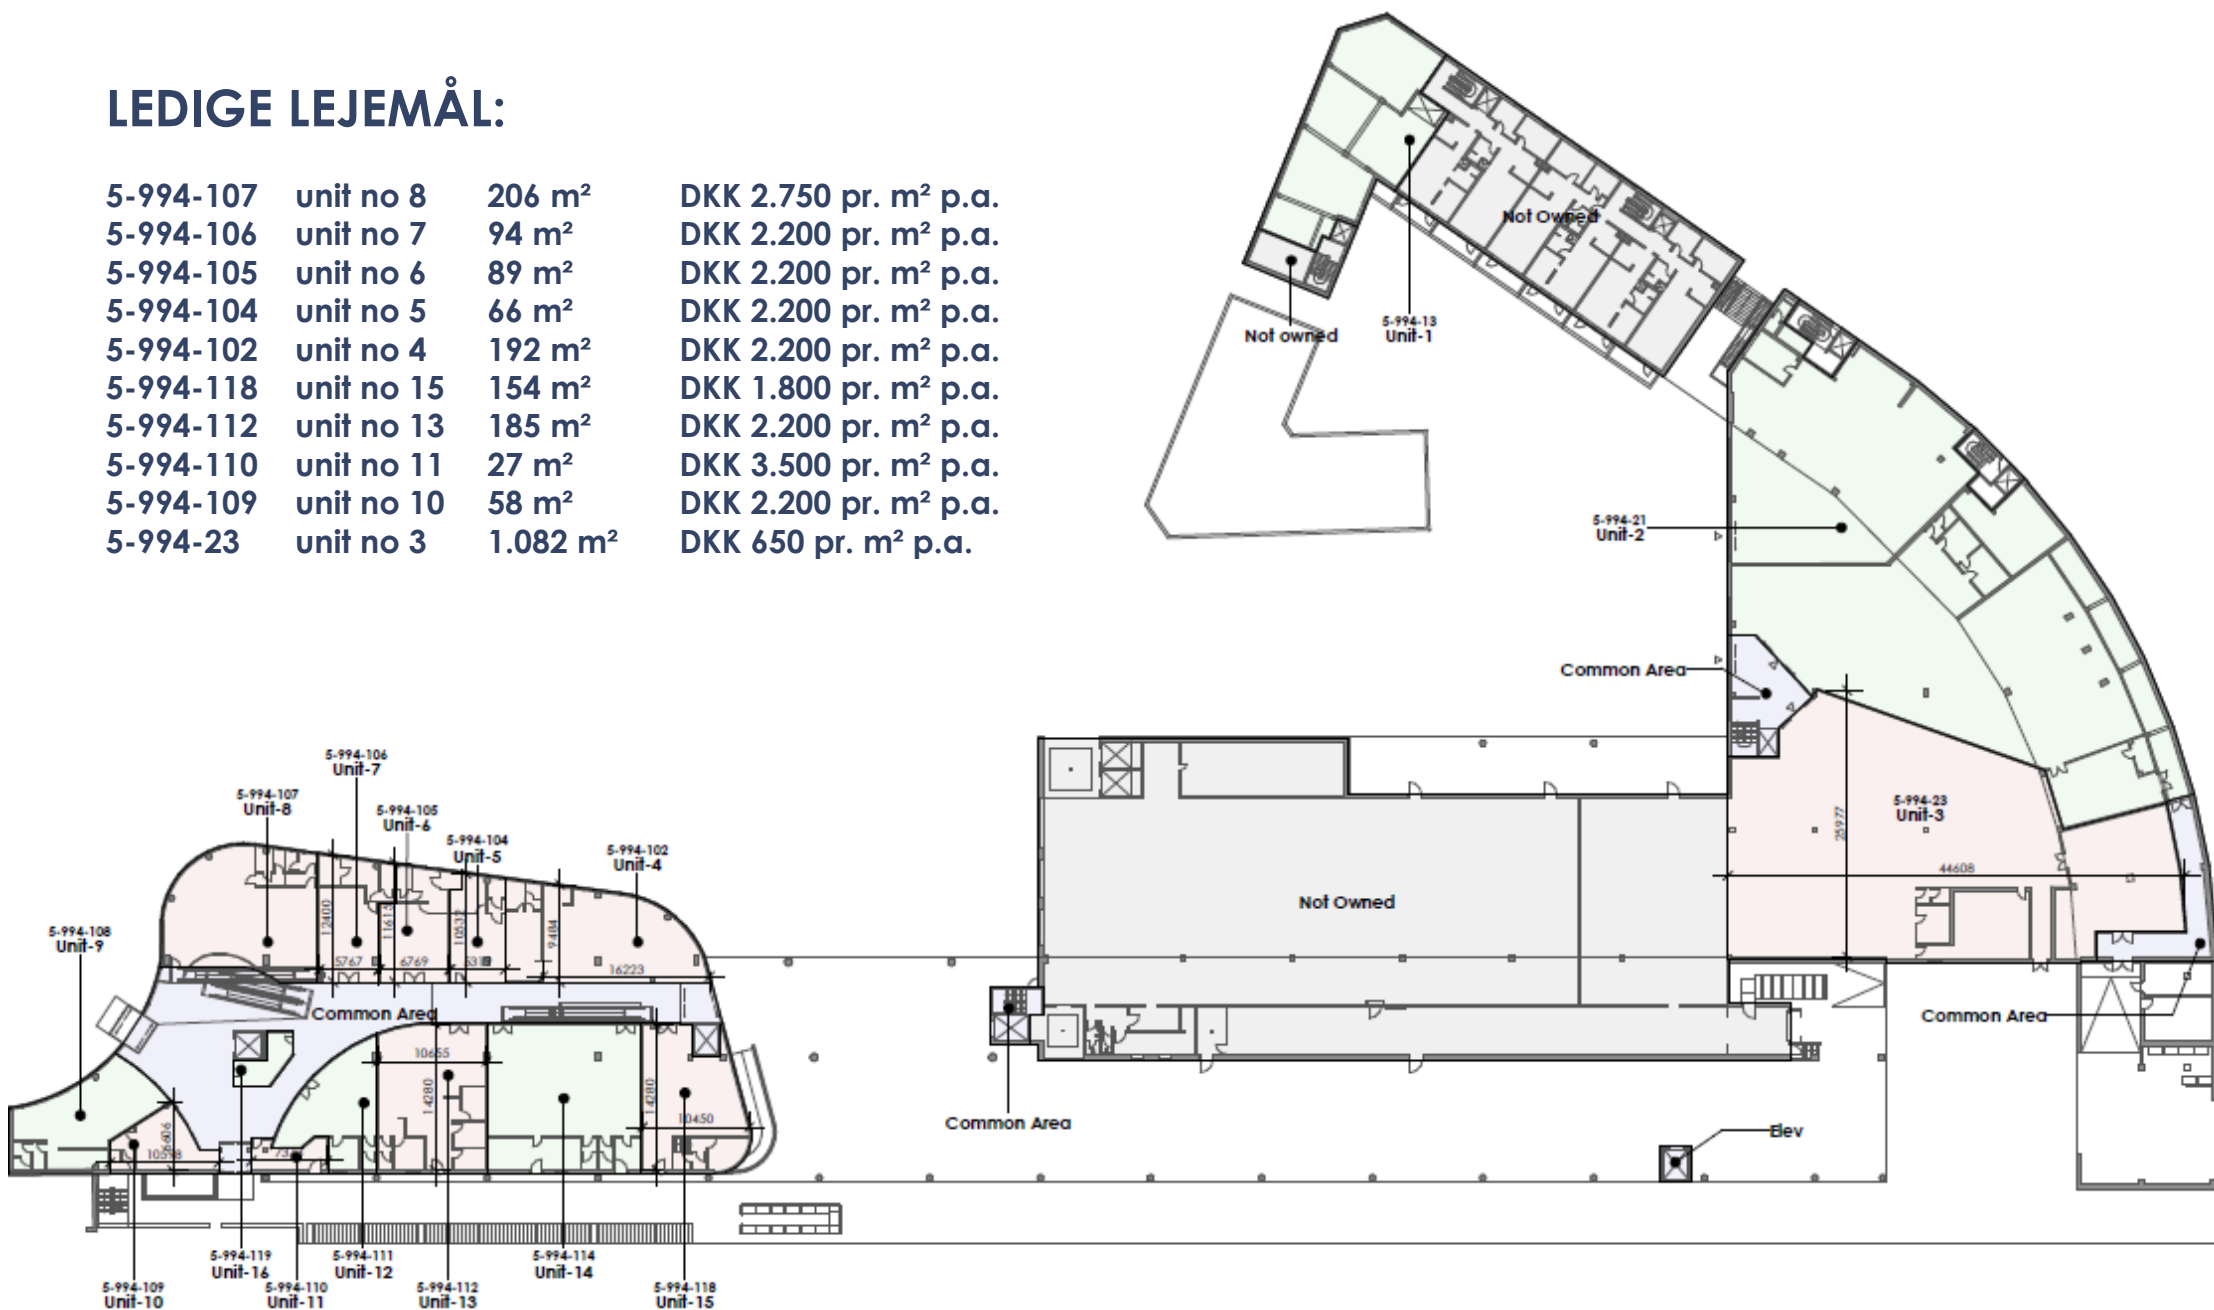 LEDIGE LEJEMÅL:
5-994-107 unit no 8 206 m² DKK 2.750 pr. m² p.a.
5-994-106 unit no 7 94 m² DKK 2.200 pr. m² p.a.
5-994-105 unit no 6 89 m² DKK 2.200 pr. m² p.a.
5-994-104 unit no 5 66 m² DKK 2.200 pr. m² p.a.
5-994-102 unit no 4 192 m² DKK 2.200 pr. m² p.a.
5-994-118 unit no 15 154 m² DKK 1.800 pr. m² p.a.
5-994-112 unit no 13 185 m² DKK 2.200 pr. m² p.a.
5-994-110 unit no 11 27 m² DKK 3.500 pr. m² p.a.
5-994-109 unit no 10 58 m² DKK 2.200 pr. m² p.a.
5-994-23 unit no 3 1.082 m² DKK 650 pr. m² p.a.
Not Owned
Not owned
5-994-13
Unit-1
5-994-21
Unit-2
Common Area
5-994-23
Unit-3
25977
44608
Not Owned
Common Area
Common Area
Elev
5-994-106
Unit-7
5-994-107
Unit-8
5-994-105
Unit-6
5-994-104
Unit-5
5-994-102
Unit-4
5-994-108
Unit-9
12400
11615
10532
9484
5767
6769
16223
Common Area
10655
14280
14280
10450
10598
5-994-119
Unit-16
5-994-111
Unit-12
5-994-114
Unit-14
5-994-109
Unit-10
5-994-110
Unit-11
5-994-112
Unit-13
5-994-118
Unit-15